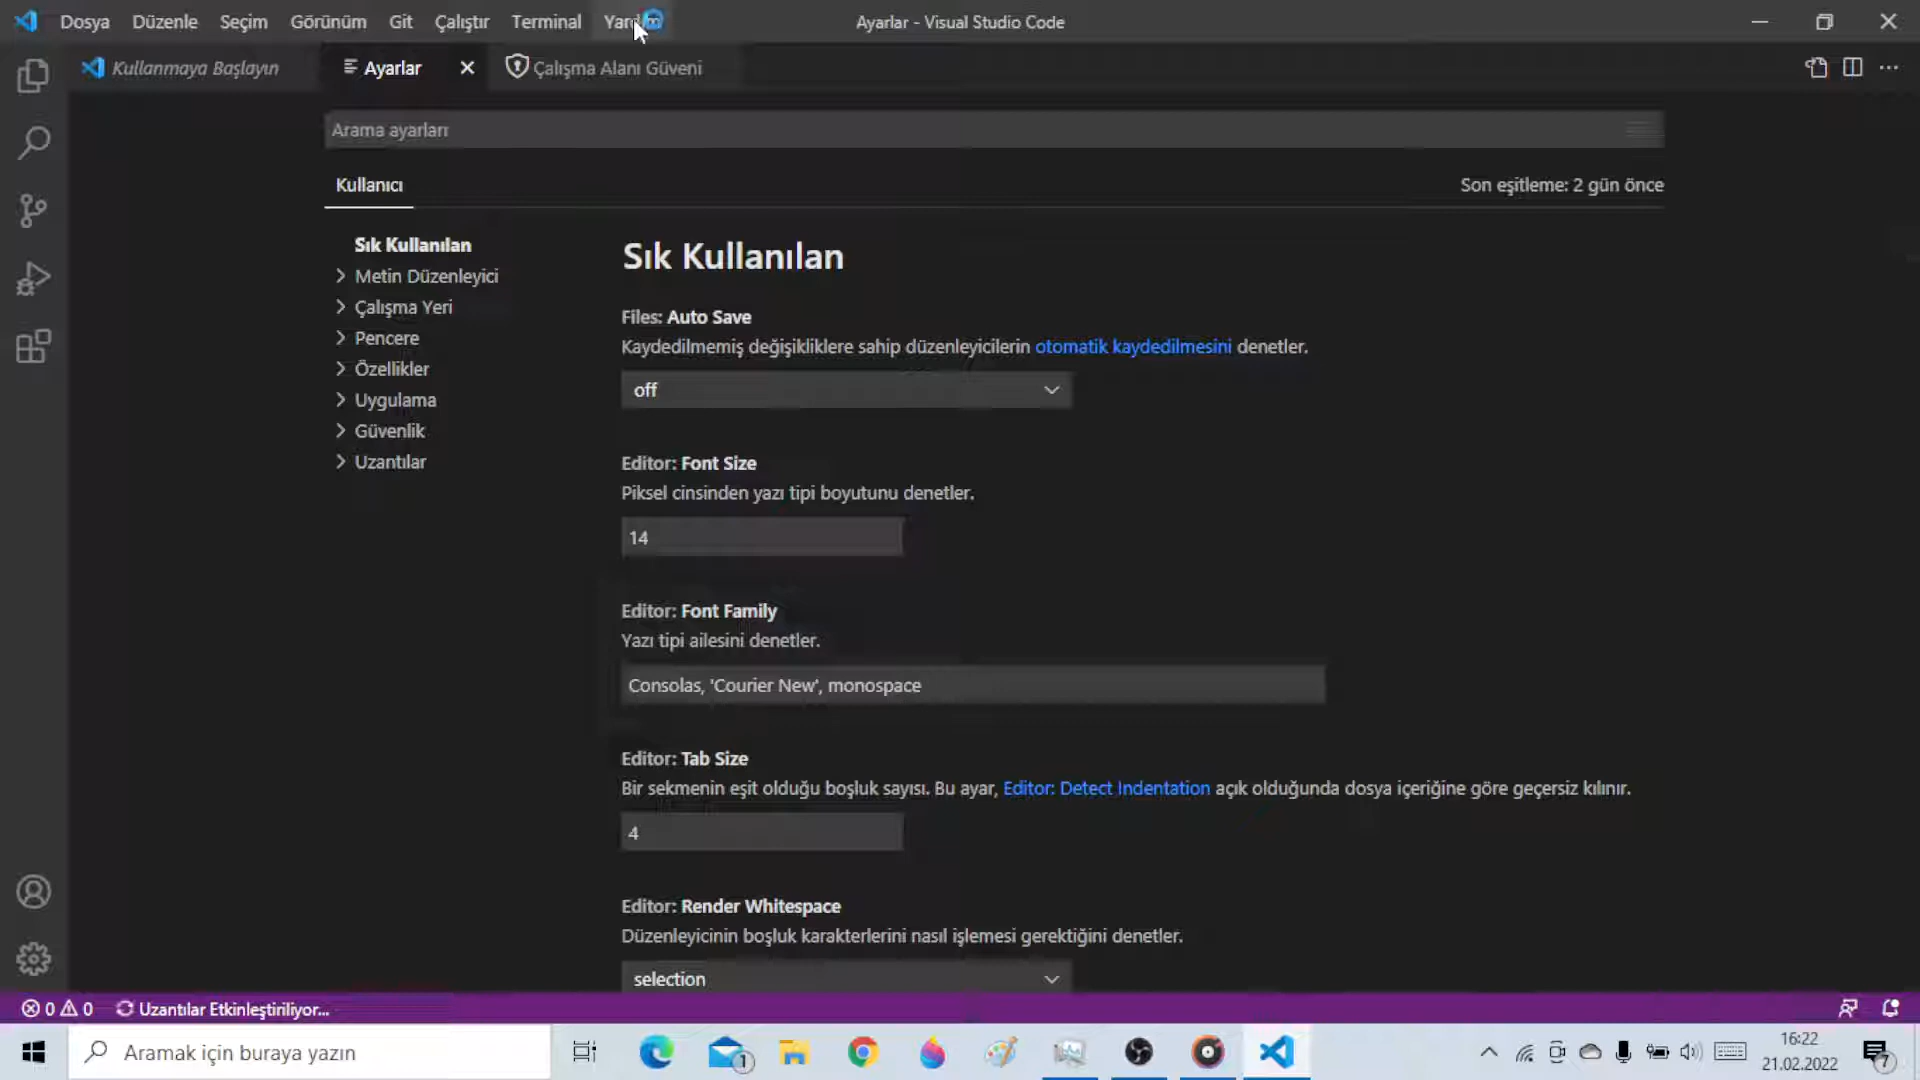 Dosya Düzenle Seçim Görünüm Git Çalıştır Terminal
Ayarlar - Visual Studio Code
Kullanmaya Başlayın
Ayarlar
Çalışma Alanı Güveni
Arama ayarları
Kullanıcı
Son eşitleme: 2 gün önce
Sık Kullanılan
Metin Düzenleyici
Çalışma Yeri
Pencere
Özellikler
Uygulama
Güvenlik
Uzantılar
Sık Kullanılan
Files: Auto Save
Kaydedilmemiş değişikliklere sahip düzenleyicilerin otomatik kaydedilmesini denetler.
off
Editor: Font Size
Piksel cinsinden yazı tipi boyutunu denetler.
14
Editor: Font Family
Yazı tipi ailesini denetler.
Consolas, 'Courier New', monospace
Editor: Tab Size
Bir sekmenin eşit olduğu boşluk sayısı. Bu ayar, Editor: Detect Indentation açık olduğunda dosya içeriğine göre geçersiz kılınır.
4
Editor: Render Whitespace
Düzenleyicinin boşluk karakterlerini nasıl işlemesi gerektiğini denetler.
selection
0 0 Uzantılar Etkinleştiriliyor...
Aramak için buraya yazın
1
16:22
21.02.2022
7